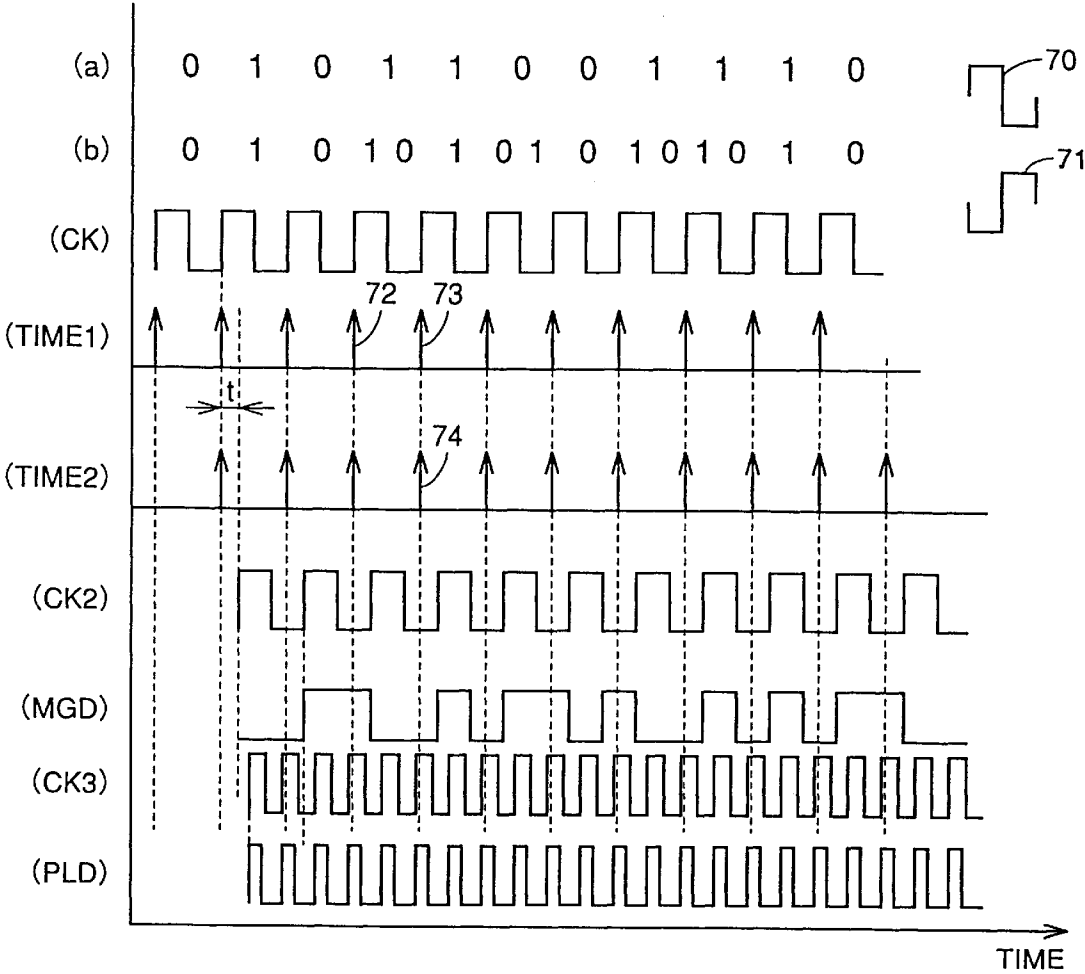 (a) 0 1 0 1 1 0 0 1 1 1 0
70
(b) 0 1 0 1 0 1 0 1 0 1 0 1 0 1 0
71
(CK)
72 73
(TIME1)
t
74
(TIME2)
(CK2)
(MGD)
(CK3)
(PLD)
TIME